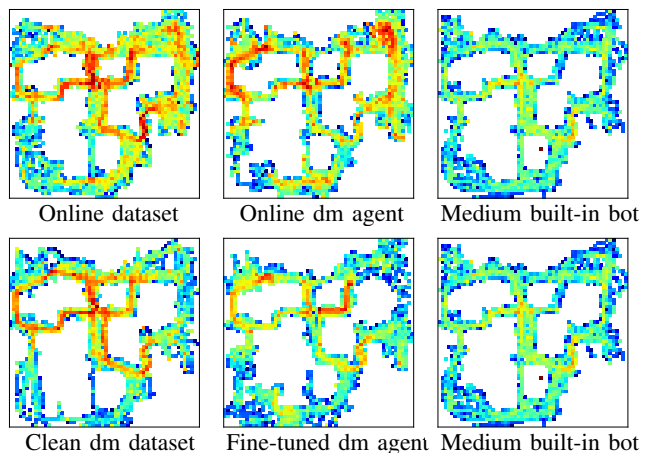 Online dataset
Online dm agent
Medium built-in bot
Clean dm dataset
Fine-tuned dm agent
Medium built-in bot